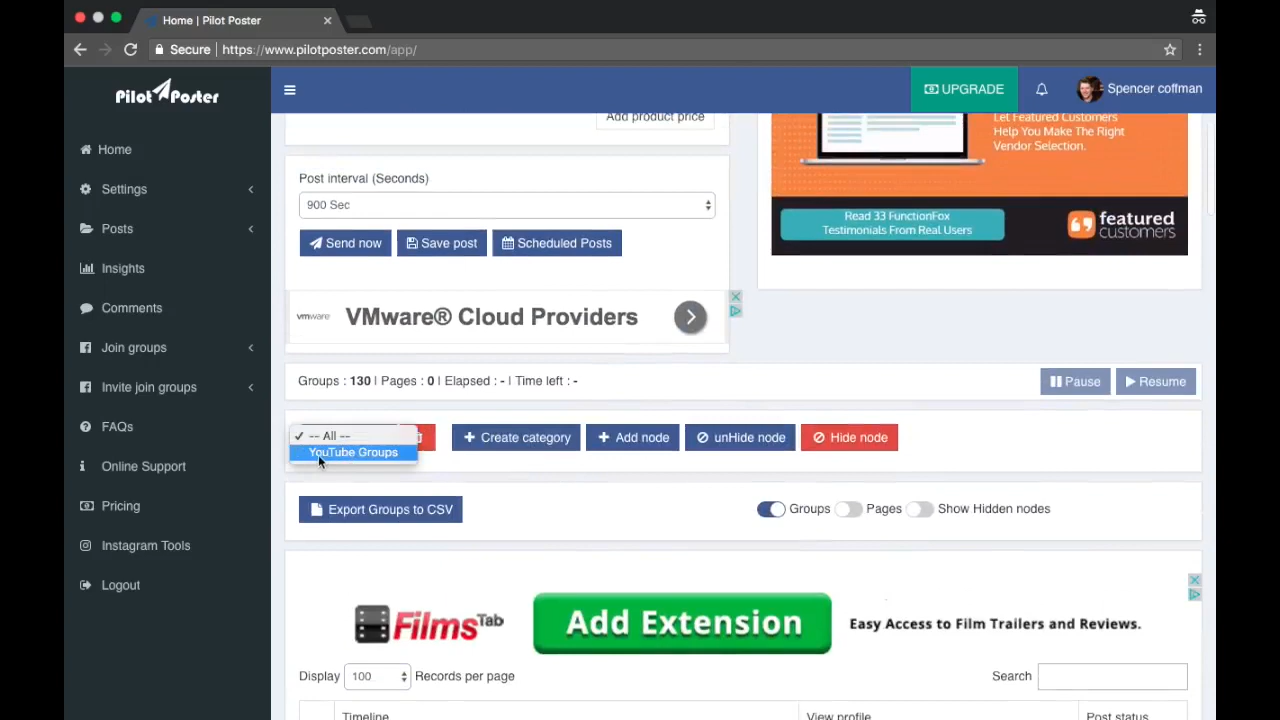 Home | Pilot Poster
Secure
https://www.pilotposter.com/app/
Pilot Poster
UPGRADE
Spencer coffman
Home
Settings
Posts
Insights
Comments
Join groups
Invite join groups
FAQs
Online Support
Pricing
Instagram Tools
Logout
Add product price
Post interval (Seconds)
900 Sec
Send now
Save post
Scheduled Posts
Let Featured Customers
Help You Make The Right
Vendor Selection.
Read 33 FunctionFox
Testimonials From Real Users
featured
customers
vmware
VMware® Cloud Providers
Groups : 130 | Pages : 0 | Elapsed : - | Time left : -
Pause
Resume
-- All --
YouTube Groups
Create category
Add node
unHide node
Hide node
Export Groups to CSV
Groups
Pages
Show Hidden nodes
FilmsTab
Add Extension
Easy Access to Film Trailers and Reviews.
Display 100 Records per page
Search
Timeline
View profile
Post status